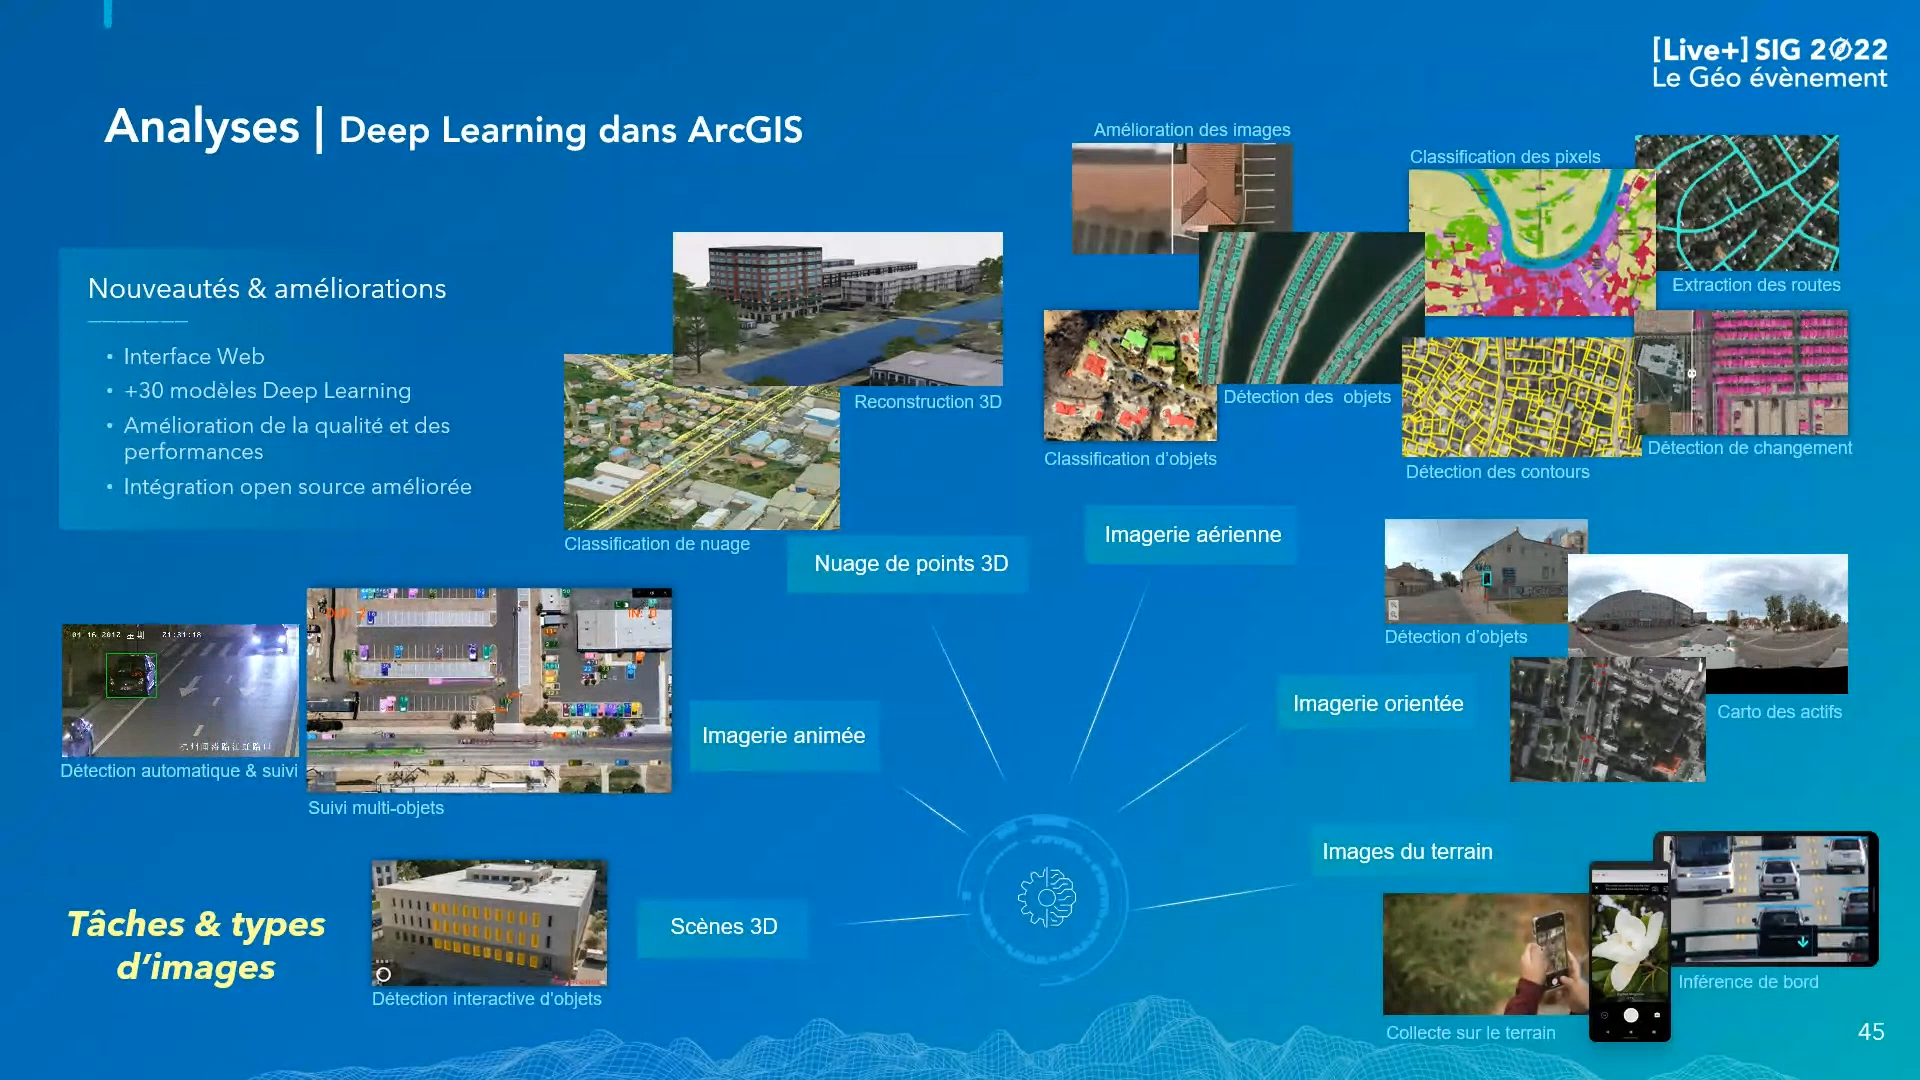 [Live+] SIG 2022
Le Géo évènement
Analyses | Deep Learning dans ArcGIS
Nouveautés & améliorations
• Interface Web
• +30 modèles Deep Learning
• Amélioration de la qualité et des
performances
• Intégration open source améliorée
Amélioration des images
Classification des pixels
Extraction des routes
Reconstruction 3D
Détection des objets
Classification d'objets
Détection des contours
Détection de changement
Classification de nuage
Nuage de points 3D
Imagerie aérienne
Détection d'objets
Imagerie orientée
Carto des actifs
Imagerie animée
21:31:18
Détection automatique & suivi
Suivi multi-objets
Images du terrain
Tâches & types
d'images
Scènes 3D
Détection interactive d'objets
Inférence de bord
Collecte sur le terrain
45